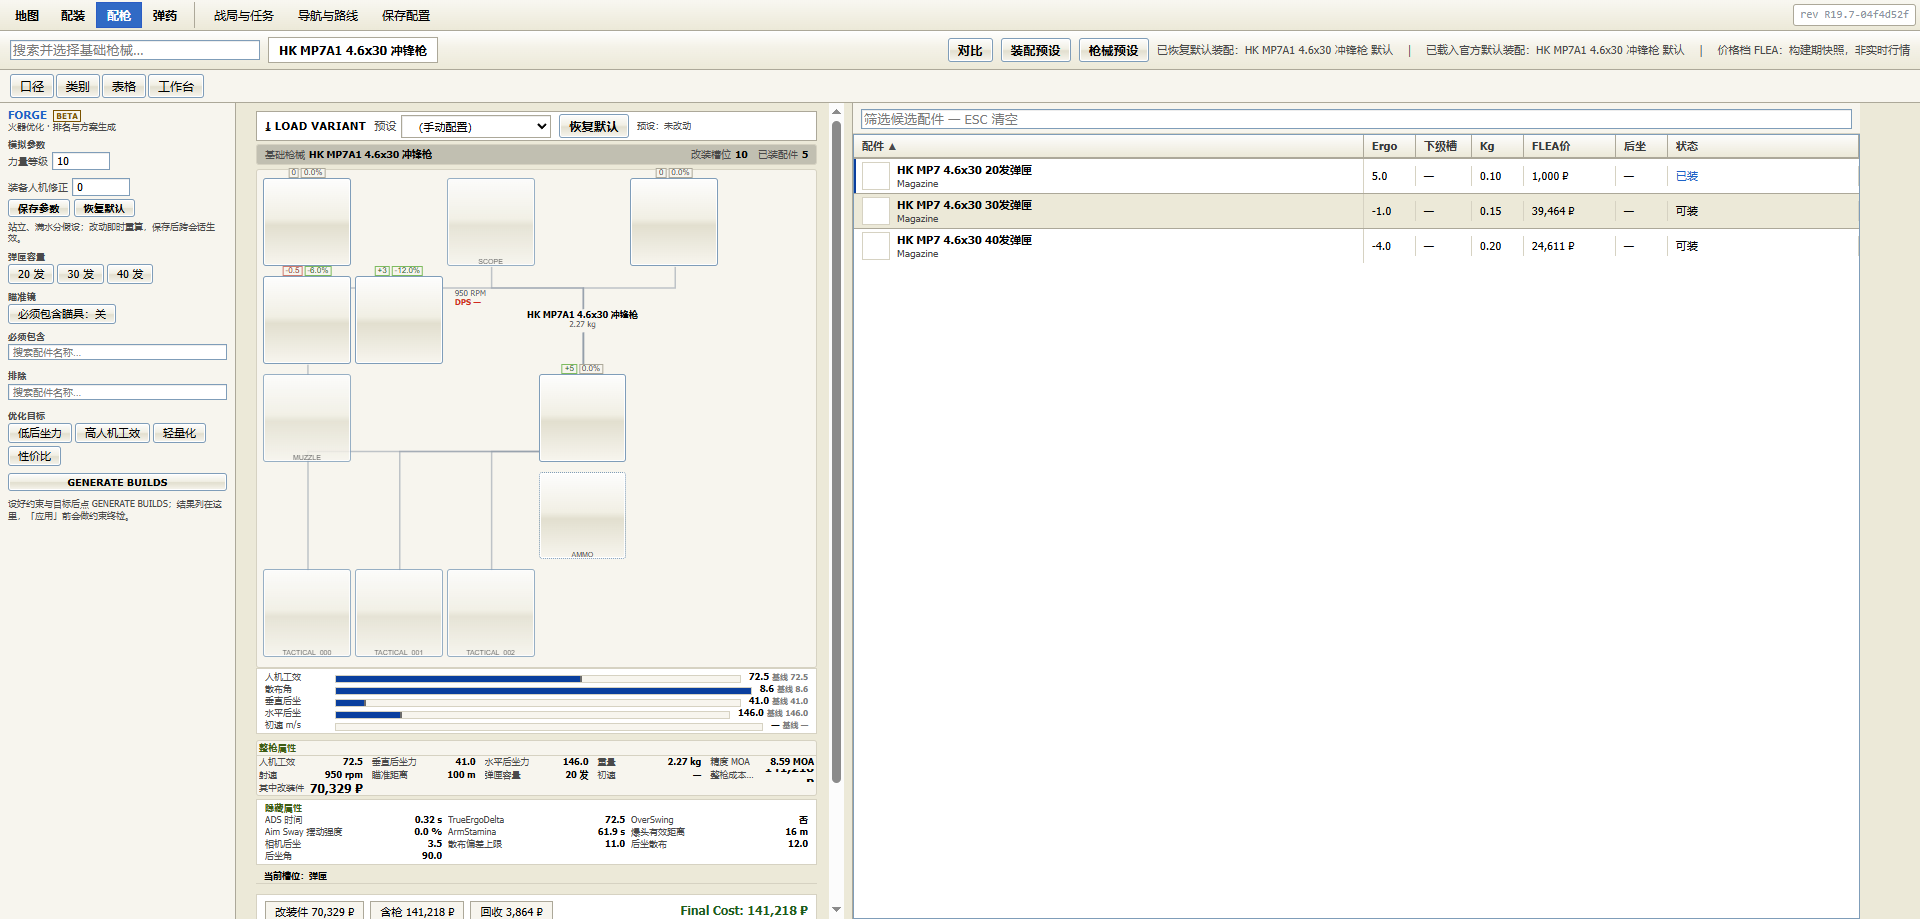 地图 配装 配枪 弹药 战局与任务 导航与路线 保存配置 rev R19.7-04f4d52f
搜索并选择基础枪械... HK MP7A1 4.6x30 冲锋枪 对比 装配预设 枪械预设 已恢复默认装配：HK MP7A1 4.6x30 冲锋枪 默认 | 已载入官方默认装配：HK MP7A1 4.6x30 冲锋枪 默认 | 价格档 FLEA：构建期快照，非实时行情
口径 类别 表格 工作台
FORGE BETA
火器优化·排名与方案生成
模拟参数
力量等级 10
装备人机修正 0
保存参数 恢复默认
站立、满水分假设；改动即时重算，保存后跨会话生
效。
弹匣容量
20 发 30 发 40 发
瞄准镜
必须包含瞄具：关
必须包含
搜索配件名称...
排除
搜索配件名称...
优化目标
低后坐力 高人机工效 轻量化
性价比
GENERATE BUILDS
设好约束与目标后点 GENERATE BUILDS；结果列在这
里，「应用」前会做约束终检。
LOAD VARIANT 预设 (手动配置) 恢复默认 预设：未改动
基础枪械 HK MP7A1 4.6x30 冲锋枪 改装槽位 10 已装配件 5
0 0.0% 0 0.0%
SCOPE
-0.5 -6.0% +3 -12.0%
950 RPM
DPS —
HK MP7A1 4.6x30 冲锋枪
2.27 kg
+5 0.0%
MUZZLE
AMMO
TACTICAL_000 TACTICAL_001 TACTICAL_002
人机工效 72.5 基线 72.5
散布角 8.6 基线 8.6
垂直后坐 41.0 基线 41.0
水平后坐 146.0 基线 146.0
初速 m/s — 基线 —
整枪属性
人机工效 72.5 垂直后坐力 41.0 水平后坐力 146.0 重量 2.27 kg 精度 MOA 8.59 MOA
射速 950 rpm 瞄准距离 100 m 弹匣容量 20 发 初速 — 整枪成本...
其中改装件 70,329 ₽
隐藏属性
ADS 时间 0.32 s TrueErgoDelta 72.5 OverSwing 否
Aim Sway 摆动强度 0.0 % ArmStamina 61.9 s 爆头有效距离 16 m
相机后坐 3.5 散布偏差上限 11.0 后坐散布 12.0
后坐角 90.0
当前槽位：弹匣
改装件 70,329 ₽ 含枪 141,218 ₽ 回收 3,864 ₽ Final Cost: 141,218 ₽
筛选候选配件 — ESC 清空
配件 ▲ Ergo 下级槽 Kg FLEA价 后坐 状态
HK MP7 4.6x30 20发弹匣 5.0 — 0.10 1,000 ₽ — 已装
Magazine
HK MP7 4.6x30 30发弹匣 -1.0 — 0.15 39,464 ₽ — 可装
Magazine
HK MP7 4.6x30 40发弹匣 -4.0 — 0.20 24,611 ₽ — 可装
Magazine